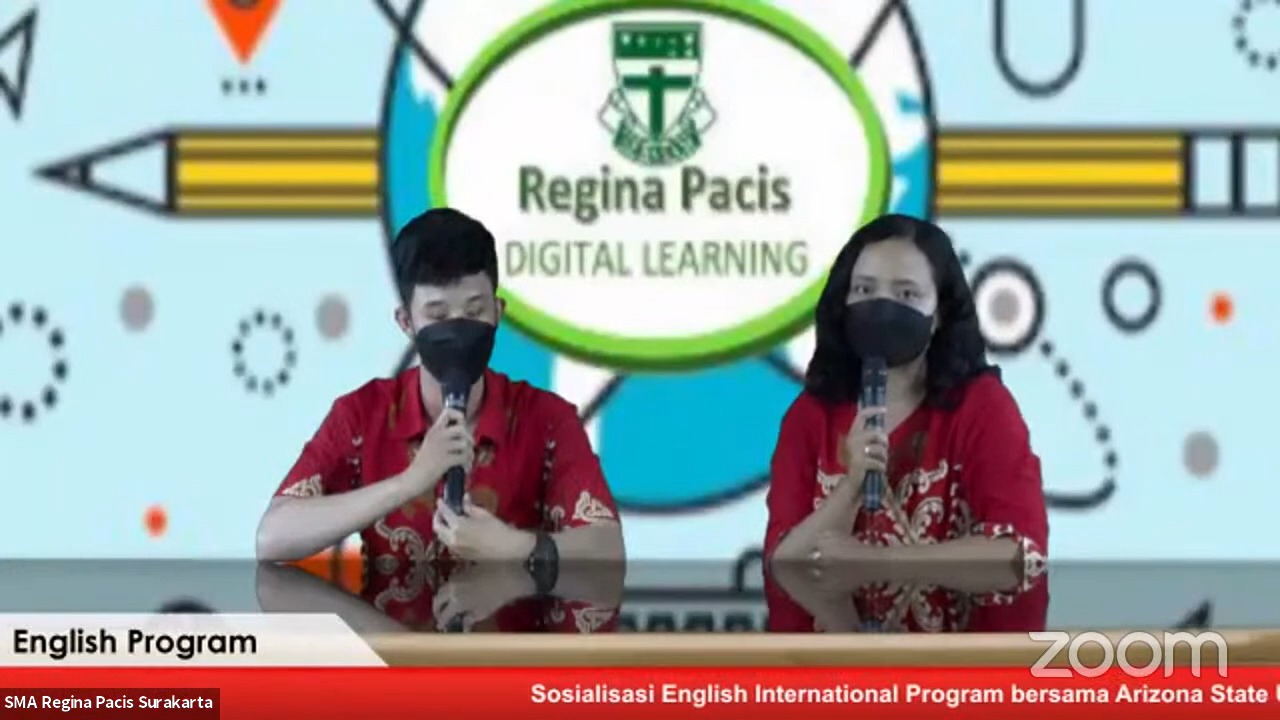 Regina Pacis
DIGITAL LEARNING
English Program
zoom
SMA Regina Pacis Surakarta
Sosialisasi English International Program bersama Arizona State